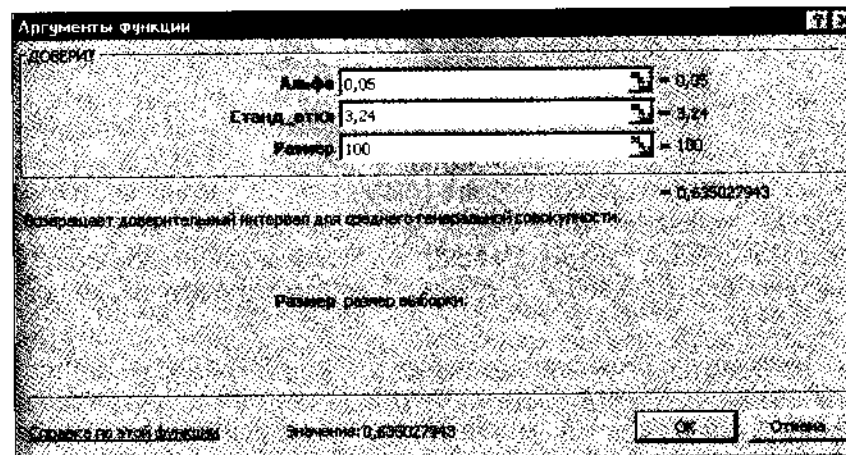 Аргументы функции
ДОВЕРИТ
Альфа 0,05 = 0,05
Станд_откл 3,24 = 3,24
Размер 100 = 100
= 0,635027943
Возвращает доверительный интервал для среднего генеральной совокупности.
Размер размер выборки.
Справка по этой функции Значение:0,635027943 OK Отмена